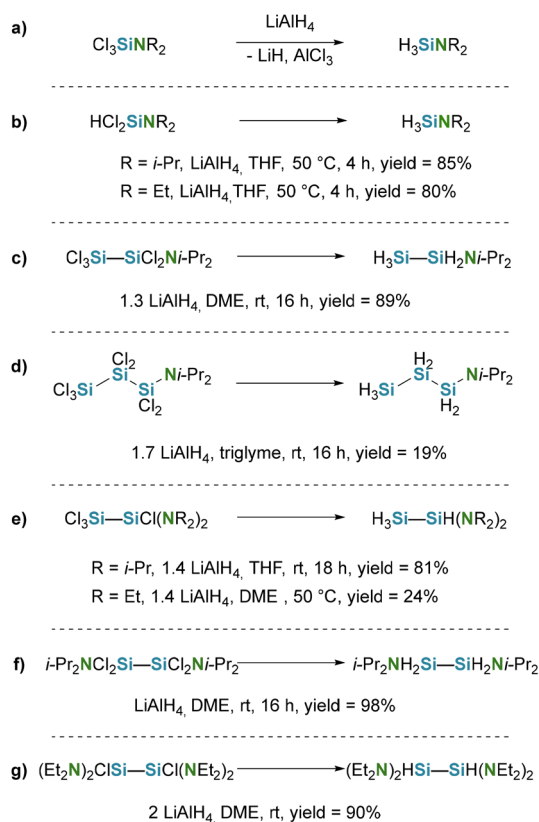 a) Cl₃SiNR₂ LiAlH₄ H₃SiNR₂
- LiH, AlCl₃
b) HCl₂SiNR₂ H₃SiNR₂
R = i-Pr, LiAlH₄, THF, 50 °C, 4 h, yield = 85%
R = Et, LiAlH₄, THF, 50 °C, 4 h, yield = 80%
c) Cl₃Si—SiCl₂Ni-Pr₂ H₃Si—SiH₂Ni-Pr₂
1.3 LiAlH₄, DME, rt, 16 h, yield = 89%
Cl₂ H₂
d) Cl₃Si Si Si Ni-Pr₂ H₃Si Si Si Ni-Pr₂
Cl₂ H₂
1.7 LiAlH₄, triglyme, rt, 16 h, yield = 19%
e) Cl₃Si—SiCl(NR₂)₂ H₃Si—SiH(NR₂)₂
R = i-Pr, 1.4 LiAlH₄, THF, rt, 18 h, yield = 81%
R = Et, 1.4 LiAlH₄, DME , 50 °C, yield = 24%
f) i-Pr₂NCl₂Si—SiCl₂Ni-Pr₂ i-Pr₂NH₂Si—SiH₂Ni-Pr₂
LiAlH₄, DME, rt, 16 h, yield = 98%
g) (Et₂N)₂ClSi—SiCl(NEt₂)₂ (Et₂N)₂HSi—SiH(NEt₂)₂
2 LiAlH₄, DME, rt, yield = 90%